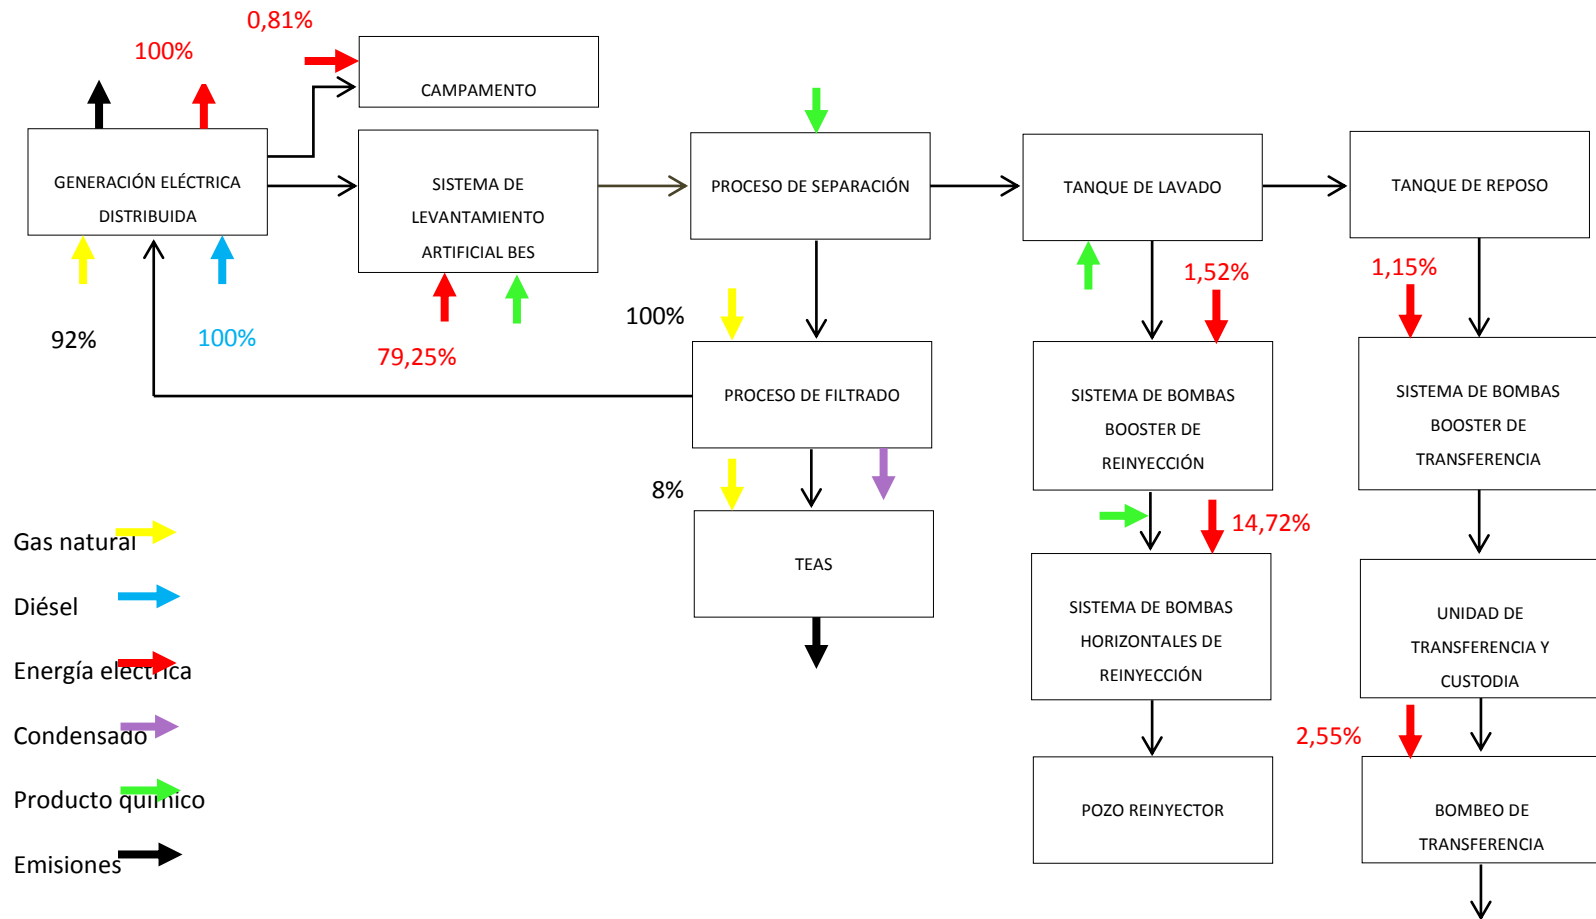 0,81%
100%
CAMPAMENTO
GENERACIÓN ELÉCTRICA
DISTRIBUIDA
SISTEMA DE
LEVANTAMIENTO
ARTIFICIAL BES
PROCESO DE SEPARACIÓN
TANQUE DE LAVADO
TANQUE DE REPOSO
92%
100%
79,25%
100%
1,52%
1,15%
PROCESO DE FILTRADO
SISTEMA DE BOMBAS
BOOSTER DE
REINYECCIÓN
SISTEMA DE BOMBAS
BOOSTER DE
TRANSFERENCIA
8%
14,72%
TEAS
SISTEMA DE BOMBAS
HORIZONTALES DE
REINYECCIÓN
UNIDAD DE
TRANSFERENCIA Y
CUSTODIA
2,55%
POZO REINYECTOR
BOMBEO DE
TRANSFERENCIA
Gas natural
Diésel
Energía eléctrica
Condensado
Producto químico
Emisiones